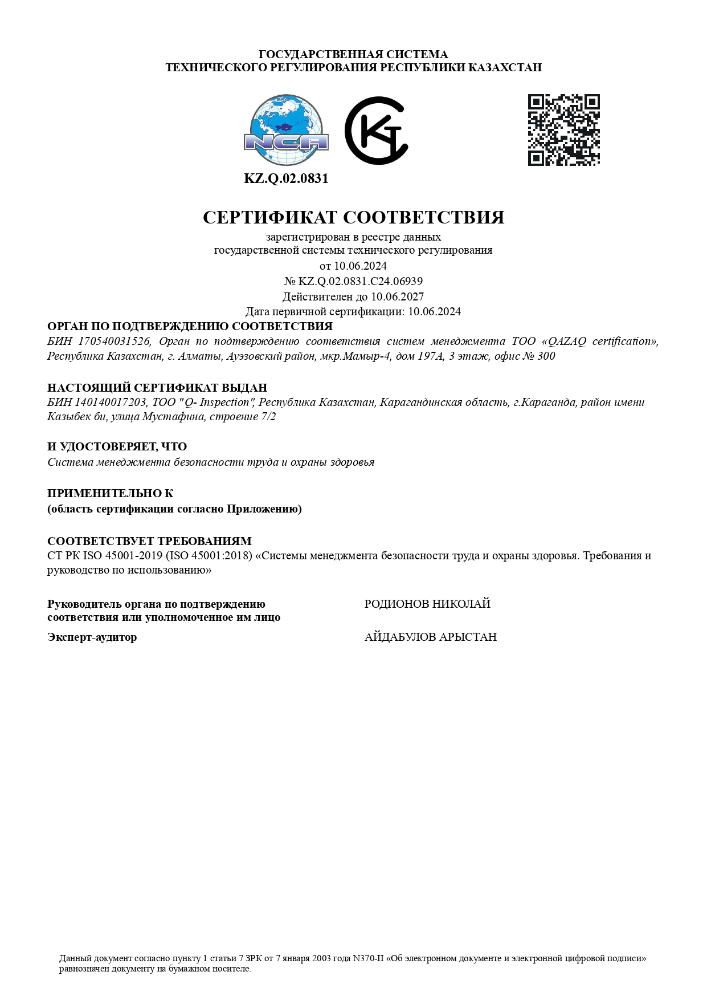 ГОСУДАРСТВЕННАЯ СИСТЕМА
ТЕХНИЧЕСКОГО РЕГУЛИРОВАНИЯ РЕСПУБЛИКИ КАЗАХСТАН
NCA
КТ
KZ.Q.02.0831
СЕРТИФИКАТ СООТВЕТСТВИЯ
зарегистрирован в реестре данных
государственной системы технического регулирования
от 10.06.2024
№ KZ.Q.02.0831.C24.06939
Действителен до 10.06.2027
Дата первичной сертификации: 10.06.2024
ОРГАН ПО ПОДТВЕРЖДЕНИЮ СООТВЕТСТВИЯ
БИН 170540031526, Орган по подтверждению соответствия систем менеджмента ТОО «QAZAQ certification»,
Республика Казахстан, г. Алматы, Ауэзовский район, мкр.Мамыр-4, дом 197А, 3 этаж, офис № 300
НАСТОЯЩИЙ СЕРТИФИКАТ ВЫДАН
БИН 140140017203, ТОО "Q- Inspection", Республика Казахстан, Карагандинская область, г.Караганда, район имени
Казыбек би, улица Мустафина, строение 7/2
И УДОСТОВЕРЯЕТ, ЧТО
Система менеджмента безопасности труда и охраны здоровья
ПРИМЕНИТЕЛЬНО К
(область сертификации согласно Приложению)
СООТВЕТСТВУЕТ ТРЕБОВАНИЯМ
СТ РК ISO 45001-2019 (ISO 45001:2018) «Системы менеджмента безопасности труда и охраны здоровья. Требования и
руководство по использованию»
Руководитель органа по подтверждению
соответствия или уполномоченное им лицо
РОДИОНОВ НИКОЛАЙ
Эксперт-аудитор
АЙДАБУЛОВ АРЫСТАН
Данный документ согласно пункту 1 статьи 7 ЗРК от 7 января 2003 года N370-II «Об электронном документе и электронной цифровой подписи»
равнозначен документу на бумажном носителе.